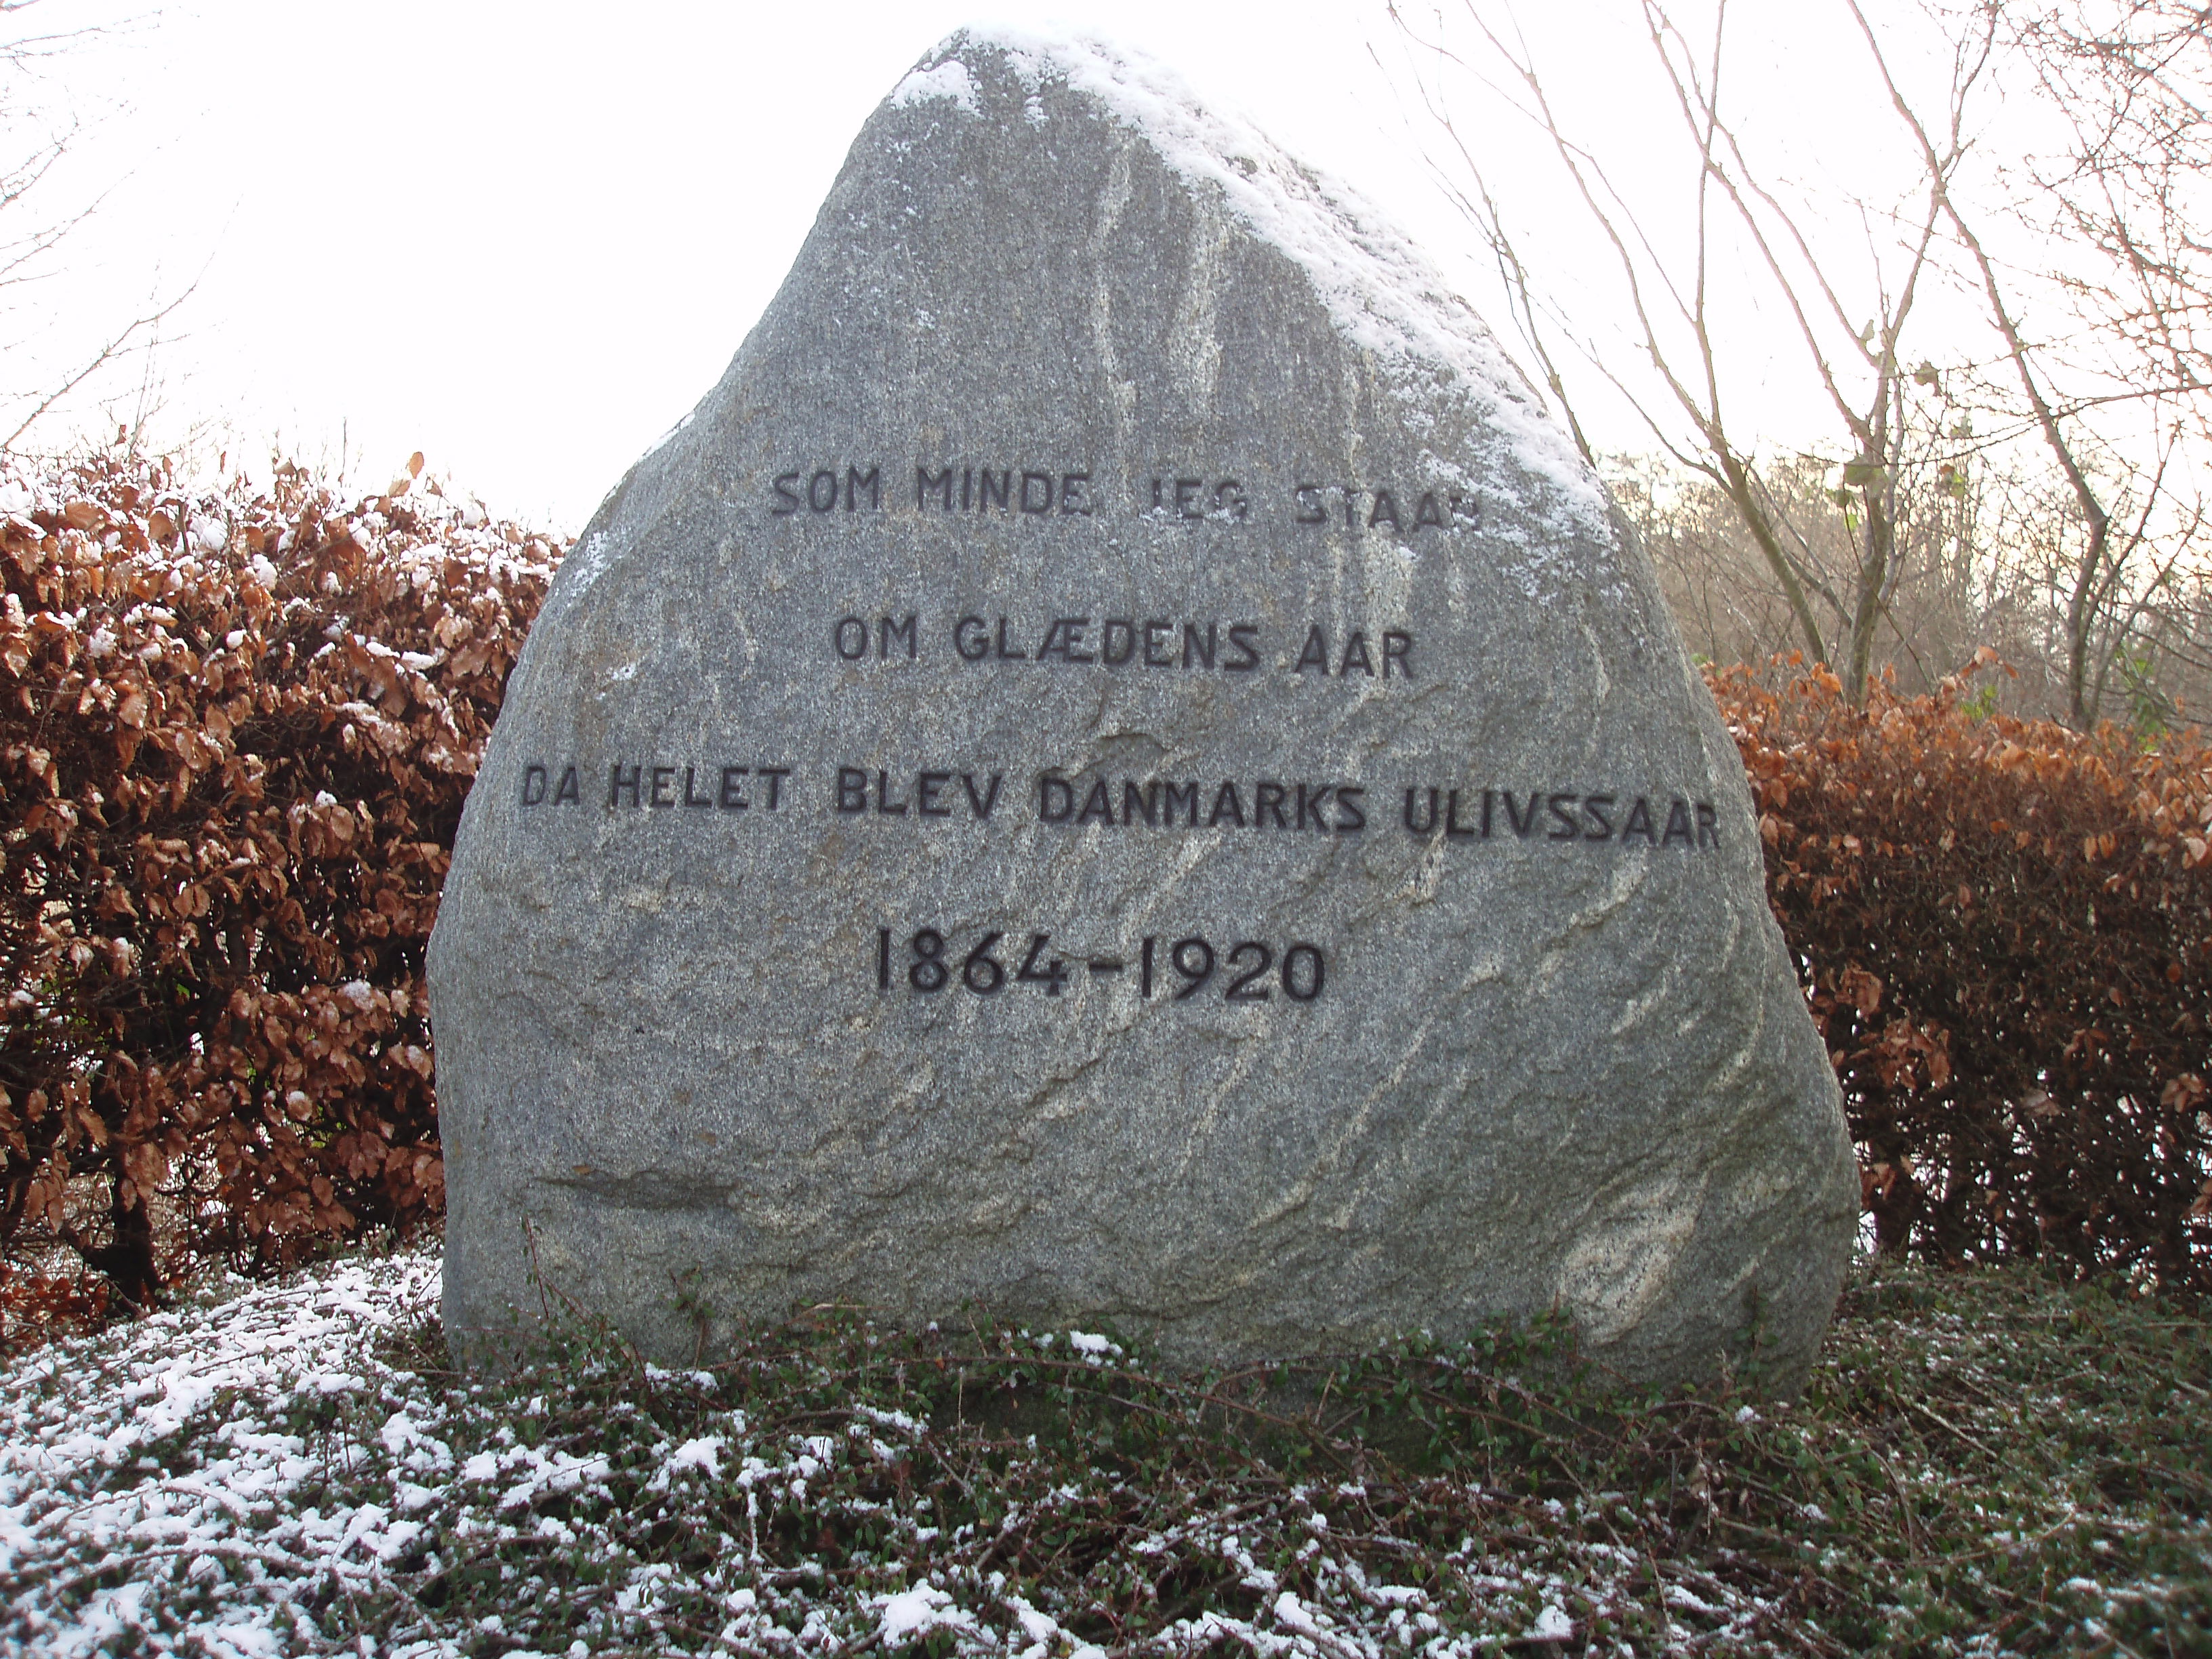 SOM MINDE JEG STAAR
OM GLÆDENS AAR
DA HELET BLEV DANMARKS ULIVSSAAR
1864-1920